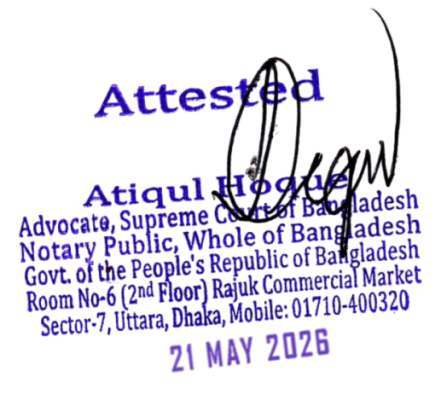 Attested
Atiqul Hoque
Advocate, Supreme Court of Bangladesh
Notary Public, Whole of Bangladesh
Govt. of the People's Republic of Bangladesh
Room No-6 (2nd Floor) Rajuk Commercial Market
Sector-7, Uttara, Dhaka, Mobile: 01710-400320
21 MAY 2026